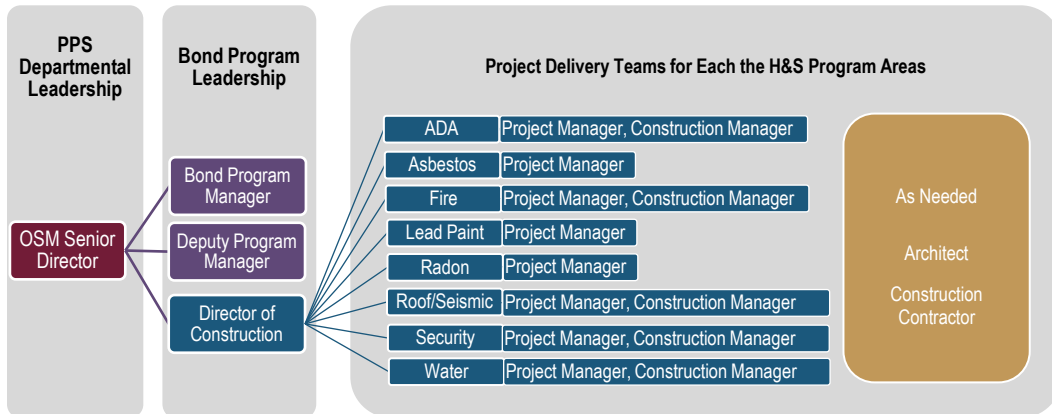 PPS
Departmental
Leadership
Bond Program
Leadership
Project Delivery Teams for Each the H&S Program Areas
OSM Senior
Director
Bond Program
Manager
Deputy Program
Manager
Director of
Construction
ADA Project Manager, Construction Manager
Asbestos Project Manager
Fire Project Manager, Construction Manager
Lead Paint Project Manager
Radon Project Manager
Roof/Seismic Project Manager, Construction Manager
Security Project Manager, Construction Manager
Water Project Manager, Construction Manager
As Needed
Architect
Construction
Contractor